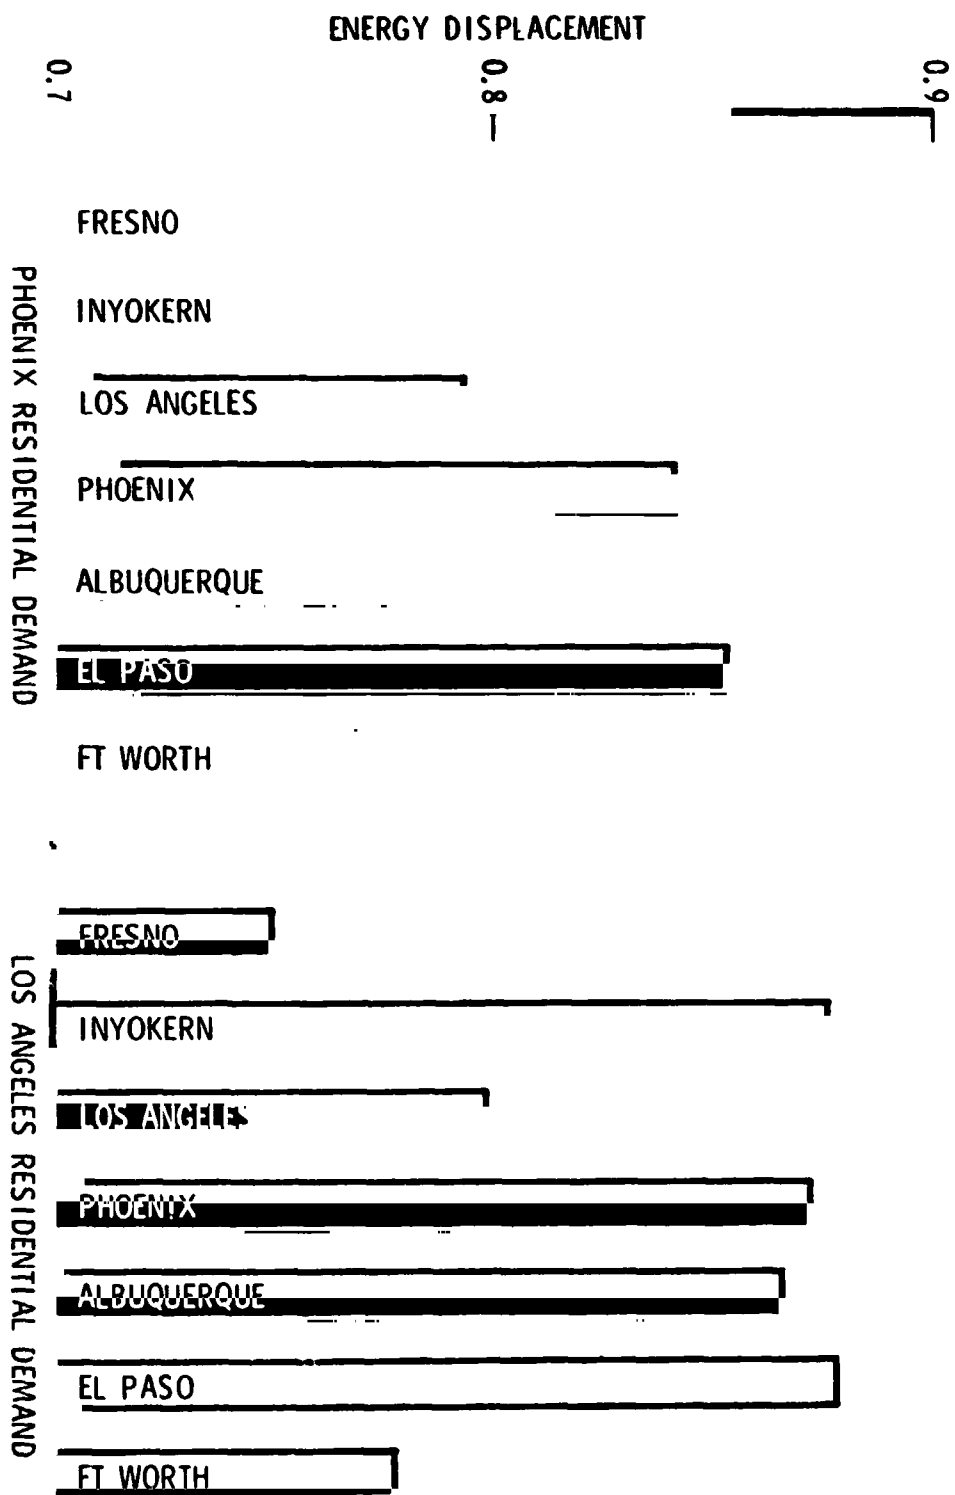 ENERGY DISPLACEMENT
0.7
0.8
0.9
PHOENIX RESIDENTIAL DEMAND
FRESNO
INYOKERN
LOS ANGELES
PHOENIX
ALBUQUERQUE
EL PASO
FT WORTH
LOS ANGELES RESIDENTIAL DEMAND
FRESNO
INYOKERN
LOS ANGELES
PHOENIX
ALBUQUERQUE
EL PASO
FT WORTH